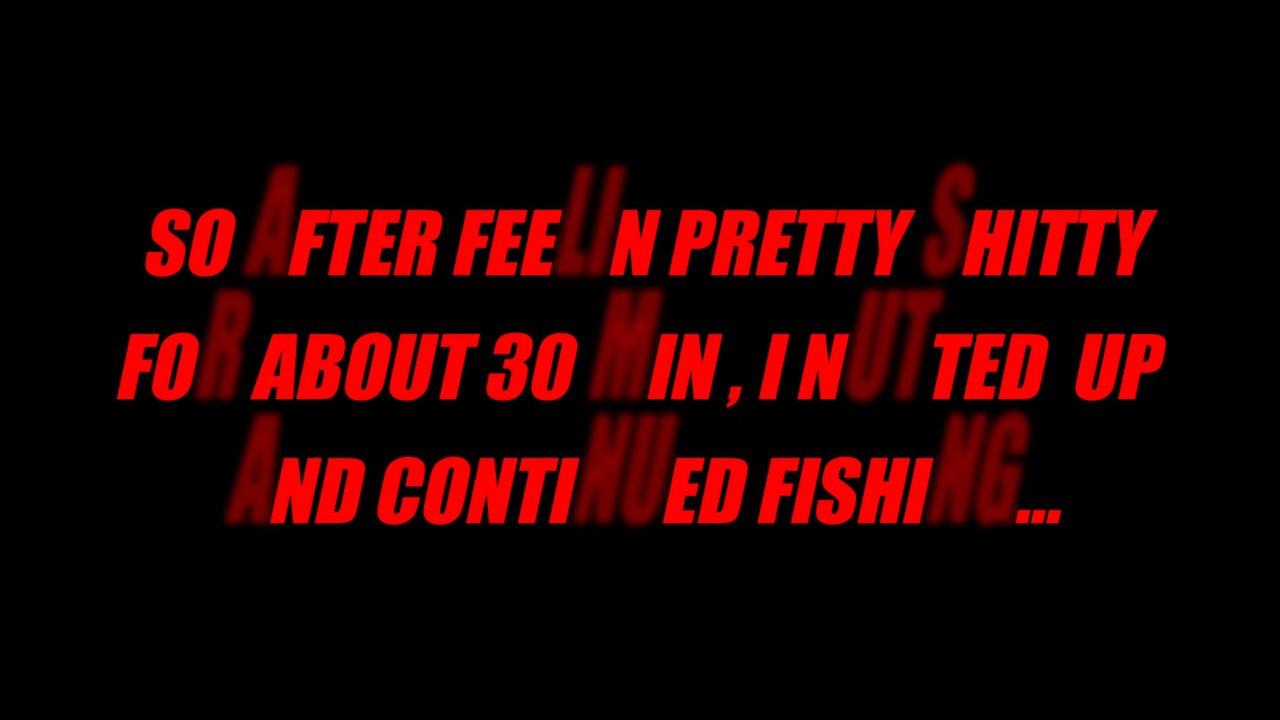 SO AFTER FEELIN PRETTY SHITTY
FOR ABOUT 30 MIN , I NUTTED UP
AND CONTINUED FISHING...